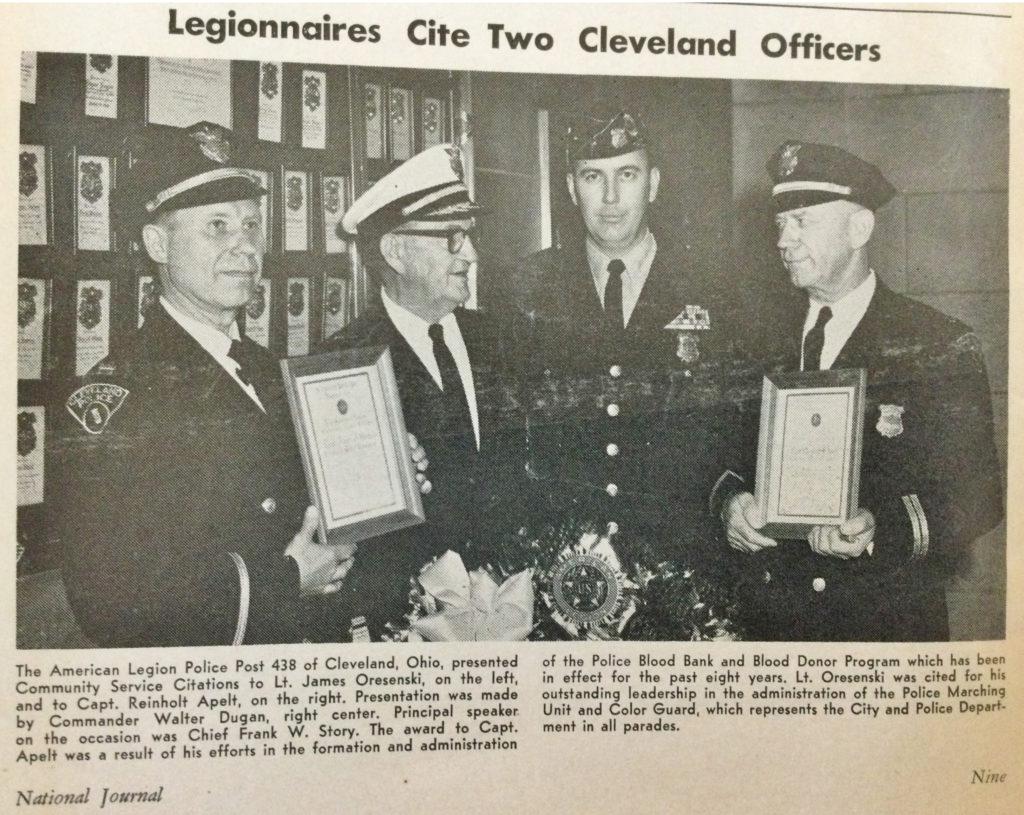 Legionnaires Cite Two Cleveland Officers
CLEVELAND
POLICE
The American Legion Police Post 438 of Cleveland, Ohio, presented
Community Service Citations to Lt. James Oresenski, on the left,
and to Capt. Reinholt Apelt, on the right. Presentation was made
by Commander Walter Dugan, right center. Principal speaker
on the occasion was Chief Frank W. Story. The award to Capt.
Apelt was a result of his efforts in the formation and administration
of the Police Blood Bank and Blood Donor Program which has been
in effect for the past eight years. Lt. Oresenski was cited for his
outstanding leadership in the administration of the Police Marching
Unit and Color Guard, which represents the City and Police Depart-
ment in all parades.
National Journal
Nine